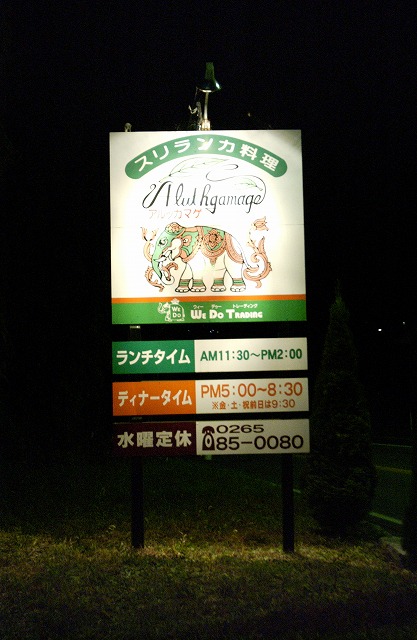 スリランカ料理
Aluthgamage
アルッガマゲ
WE DO
ウィー ドゥー トレーディング
WE DO TRADING
ランチタイム AM11:30～PM2:00
ディナータイム PM5:00～8:30
※金・土・祝前日は9:30
水曜定休 ☎0265
85-0080